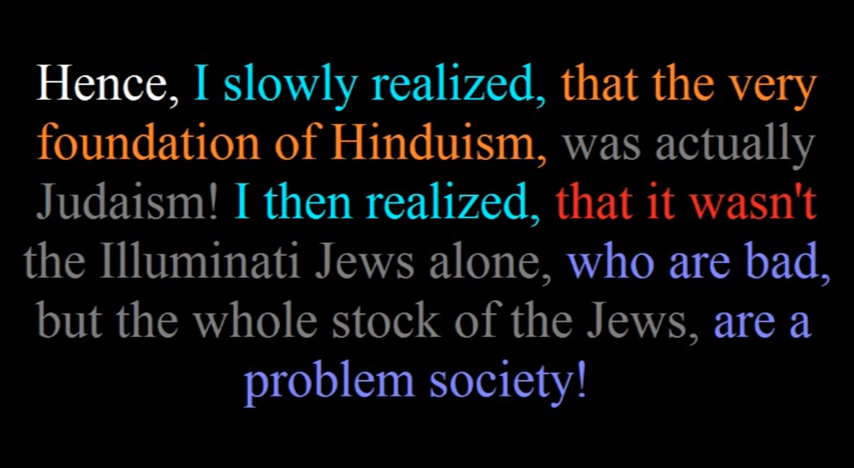 Hence, I slowly realized, that the very
foundation of Hinduism, was actually
Judaism! I then realized, that it wasn't
the Illuminati Jews alone, who are bad,
but the whole stock of the Jews, are a
problem society!